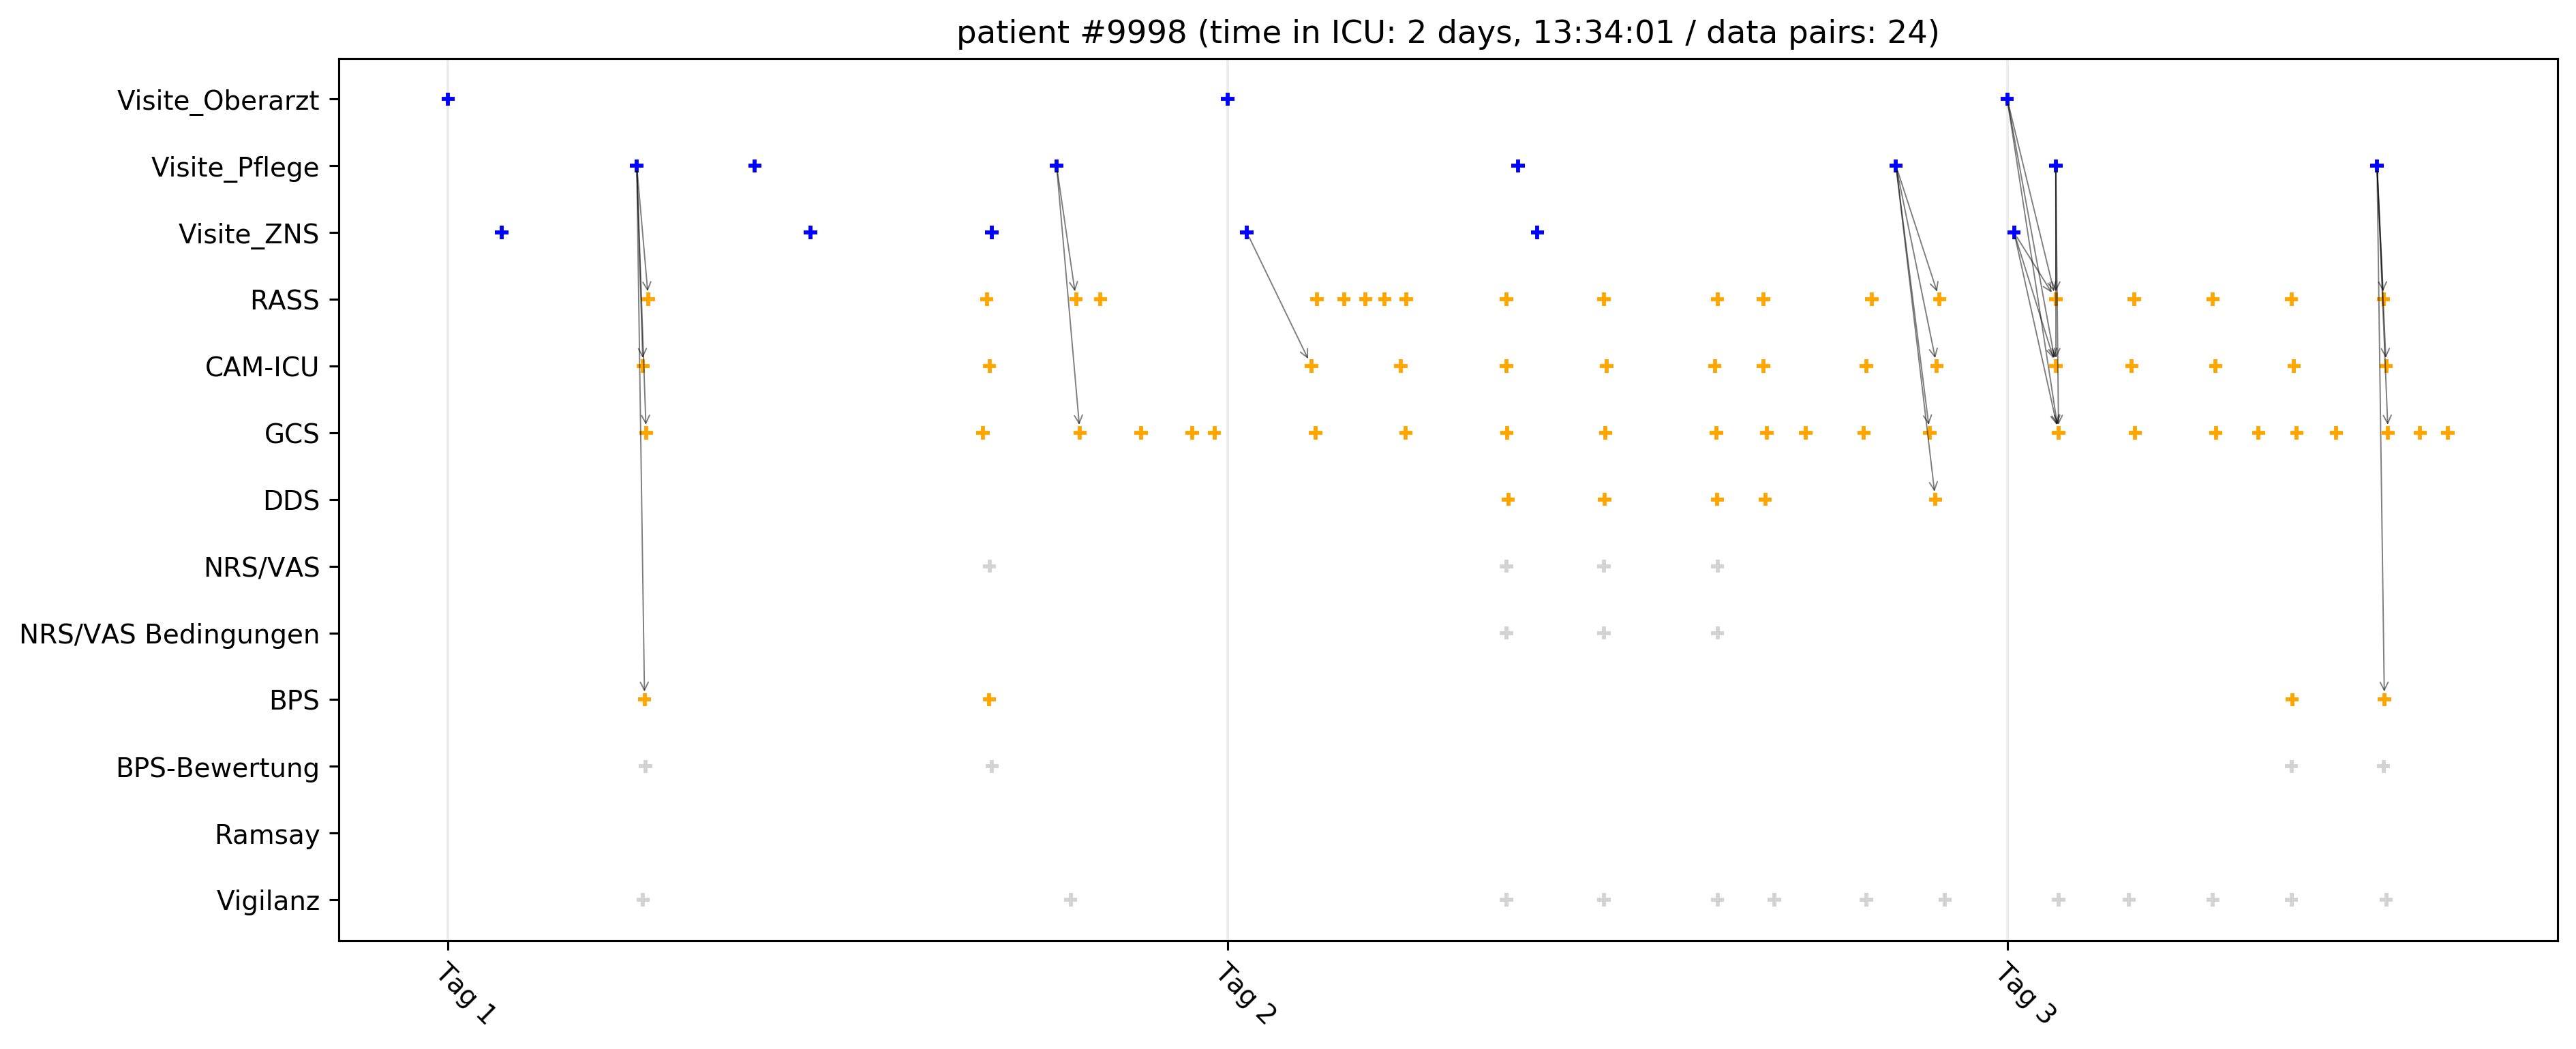 patient #9998 (time in ICU: 2 days, 13:34:01 / data pairs: 24)
Visite_Oberarzt
Visite_Pflege
Visite_ZNS
RASS
CAM-ICU
GCS
DDS
NRS/VAS
NRS/VAS Bedingungen
BPS
BPS-Bewertung
Ramsay
Vigilanz
Tag 1
Tag 2
Tag 3